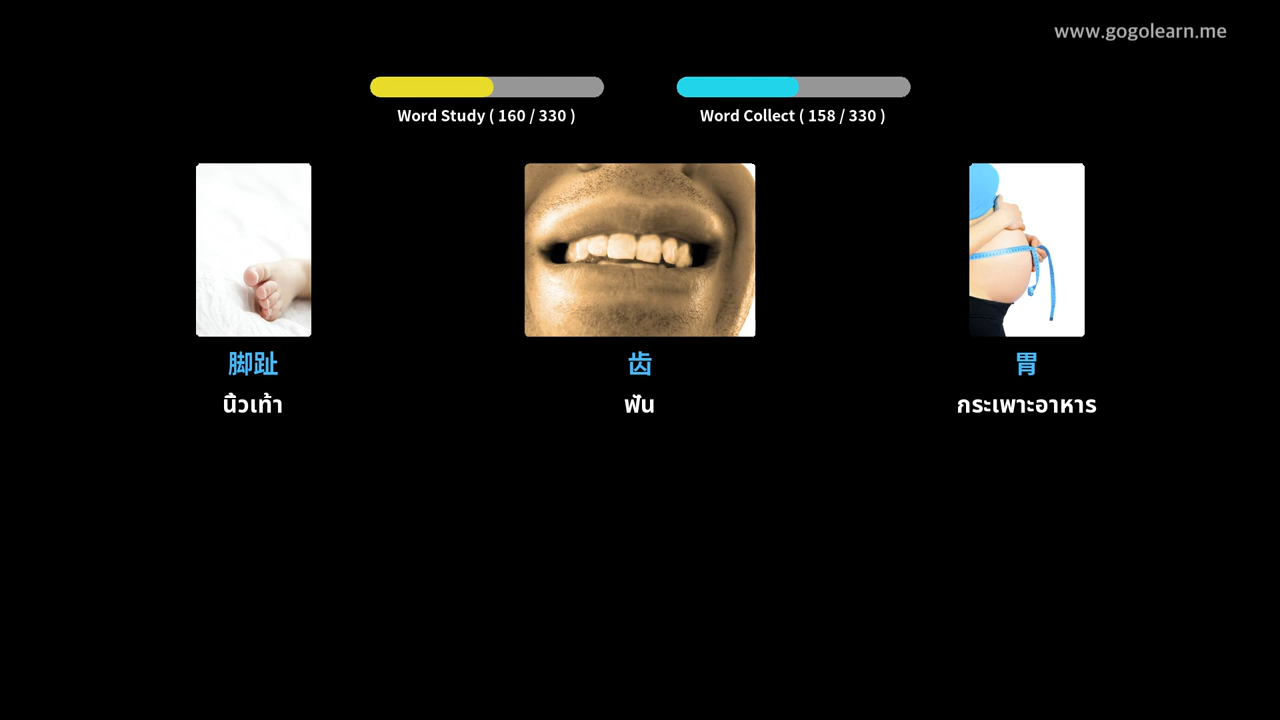 www.gogolearn.me
Word Study ( 160 / 330 )
Word Collect ( 158 / 330 )
脚趾
齿
胃
นิ้วเท้า
ฟัน
กระเพาะอาหาร